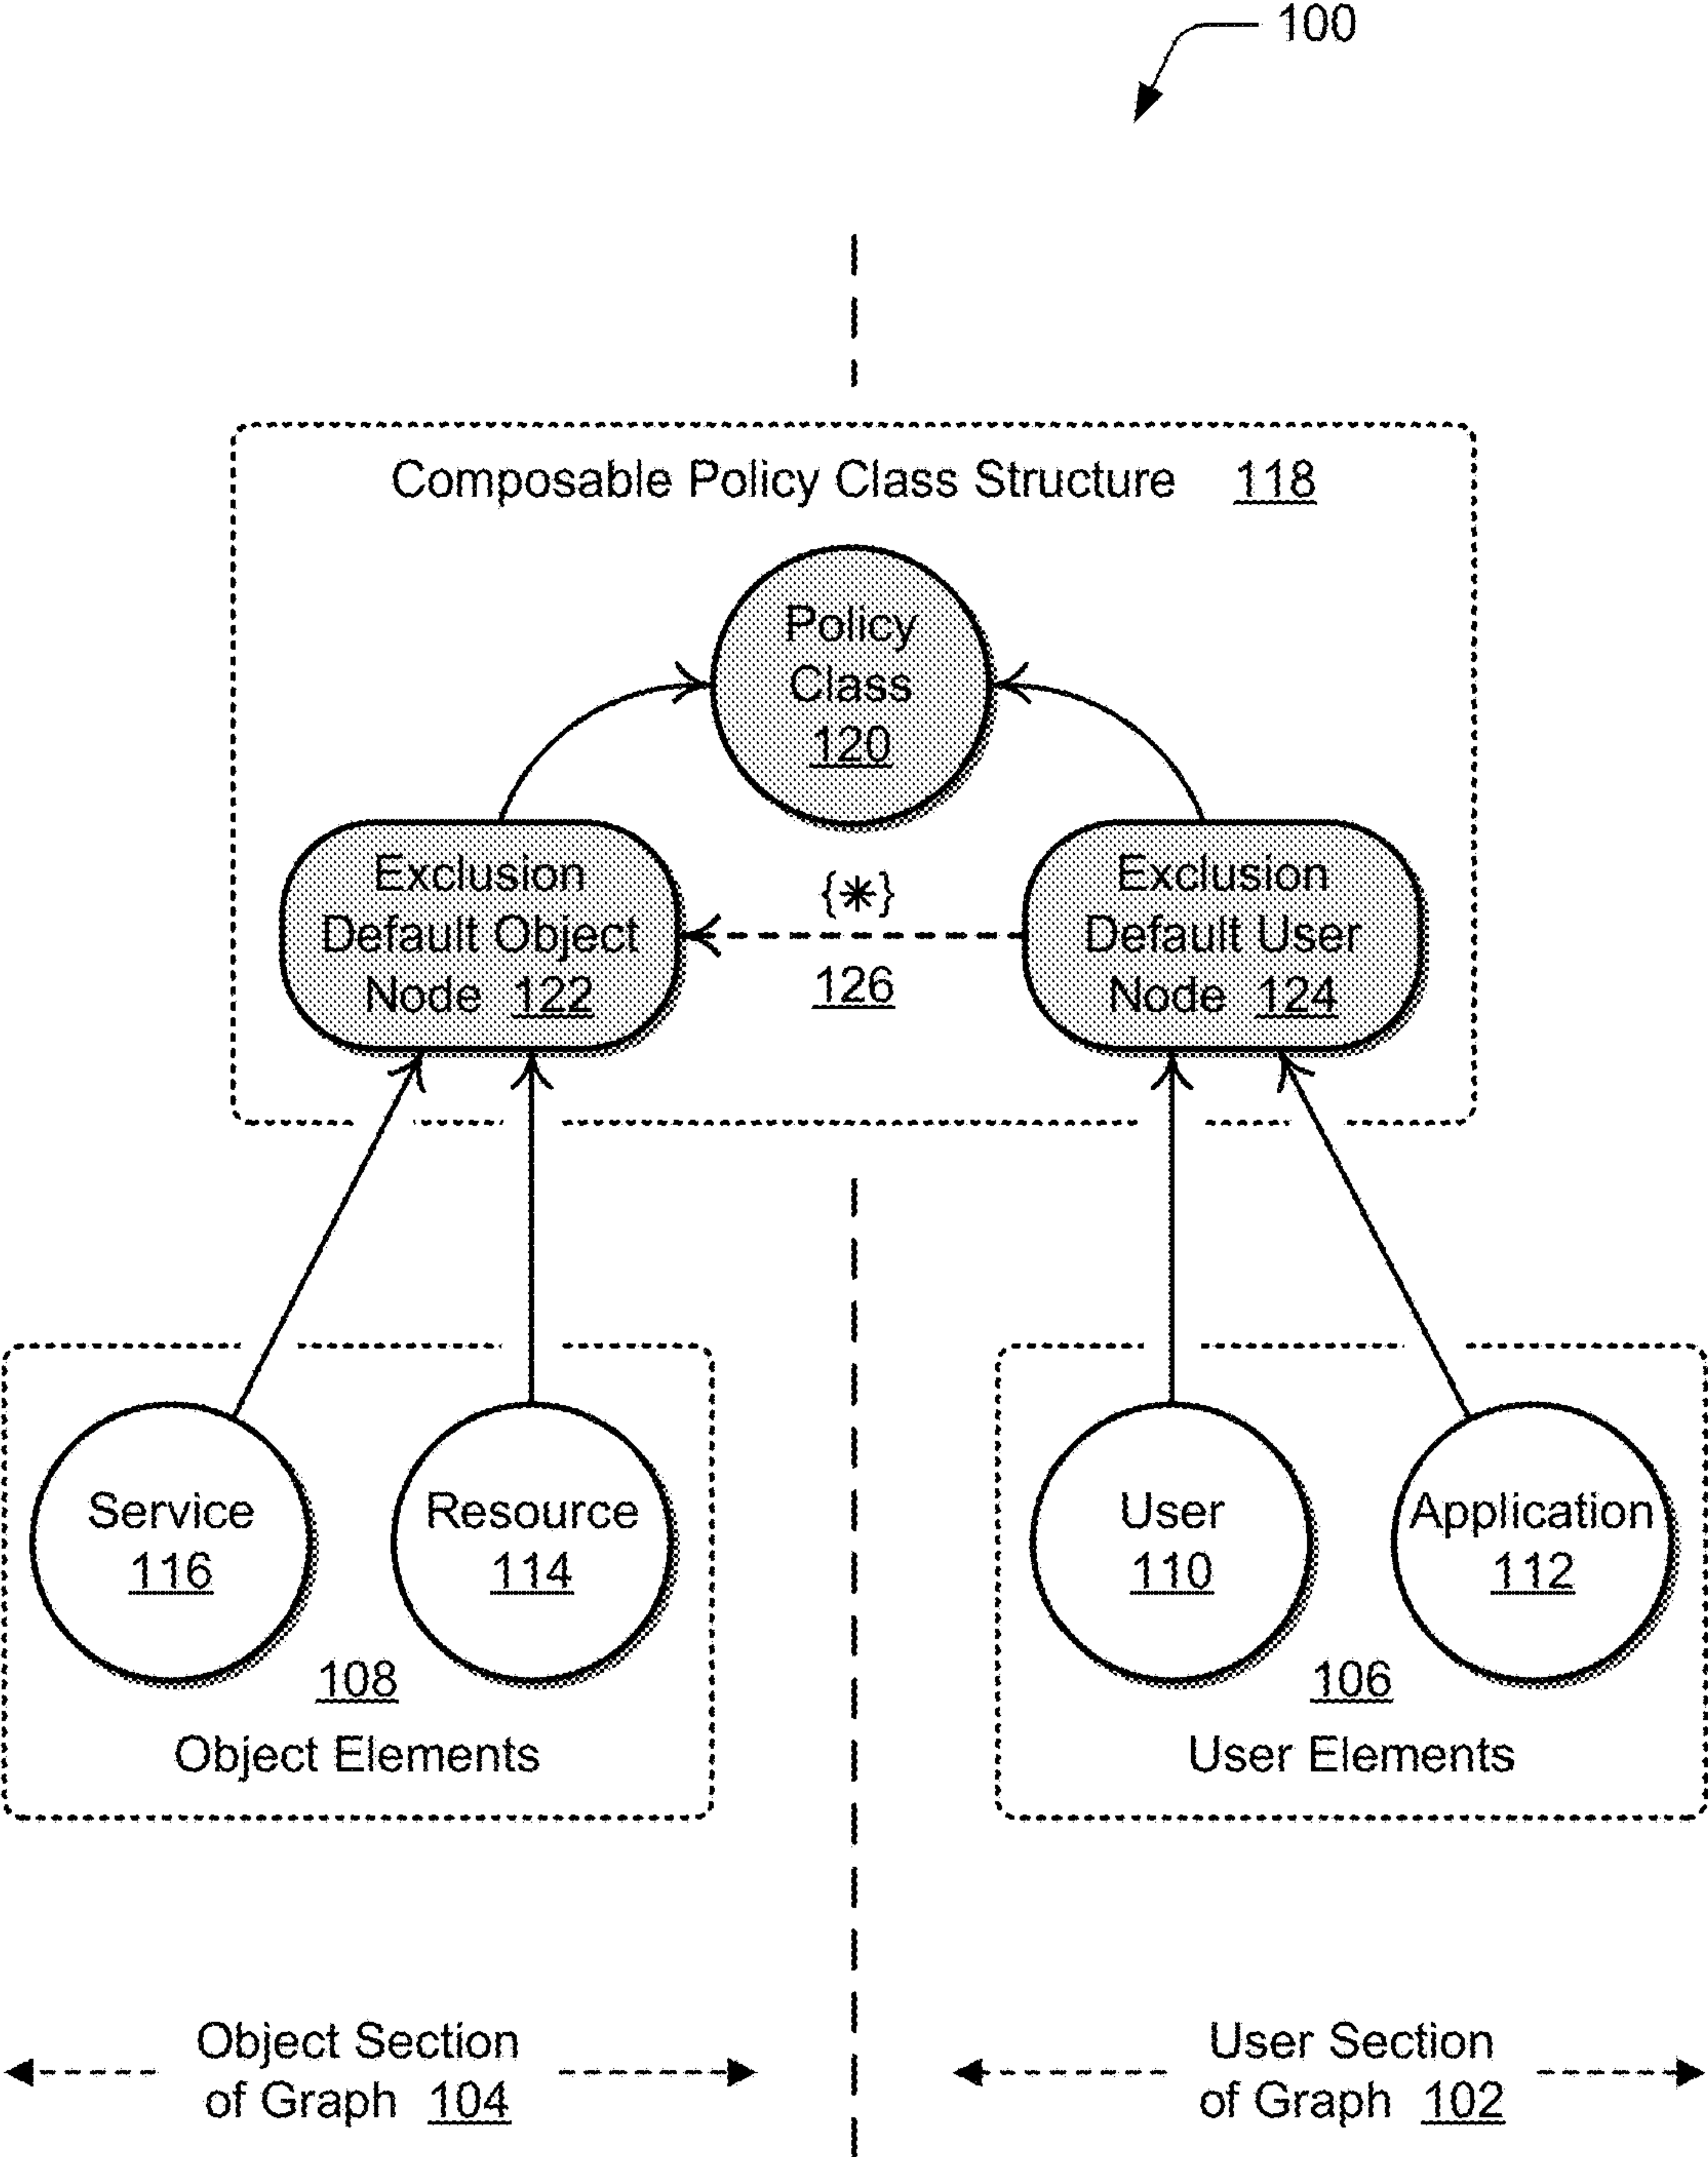 100
Composable Policy Class Structure 118
Policy
Class
120
Exclusion
Default Object
Node 122
{*}
126
Exclusion
Default User
Node 124
Service
116
Resource
114
108
Object Elements
User
110
Application
112
106
User Elements
Object Section
of Graph 104
User Section
of Graph 102